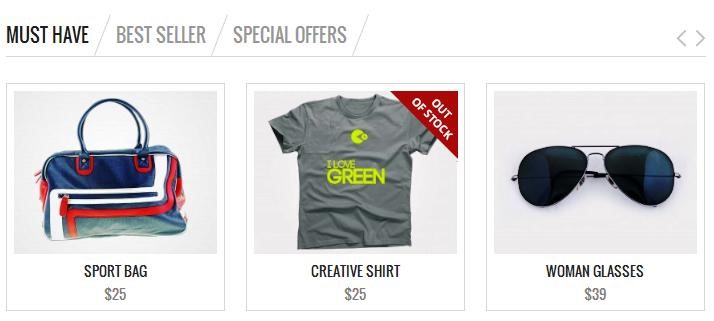 MUST HAVE
BEST SELLER
SPECIAL OFFERS
OUT
OF STOCK
I LOVE
GREEN
SPORT BAG
CREATIVE SHIRT
WOMAN GLASSES
$25
$25
$39